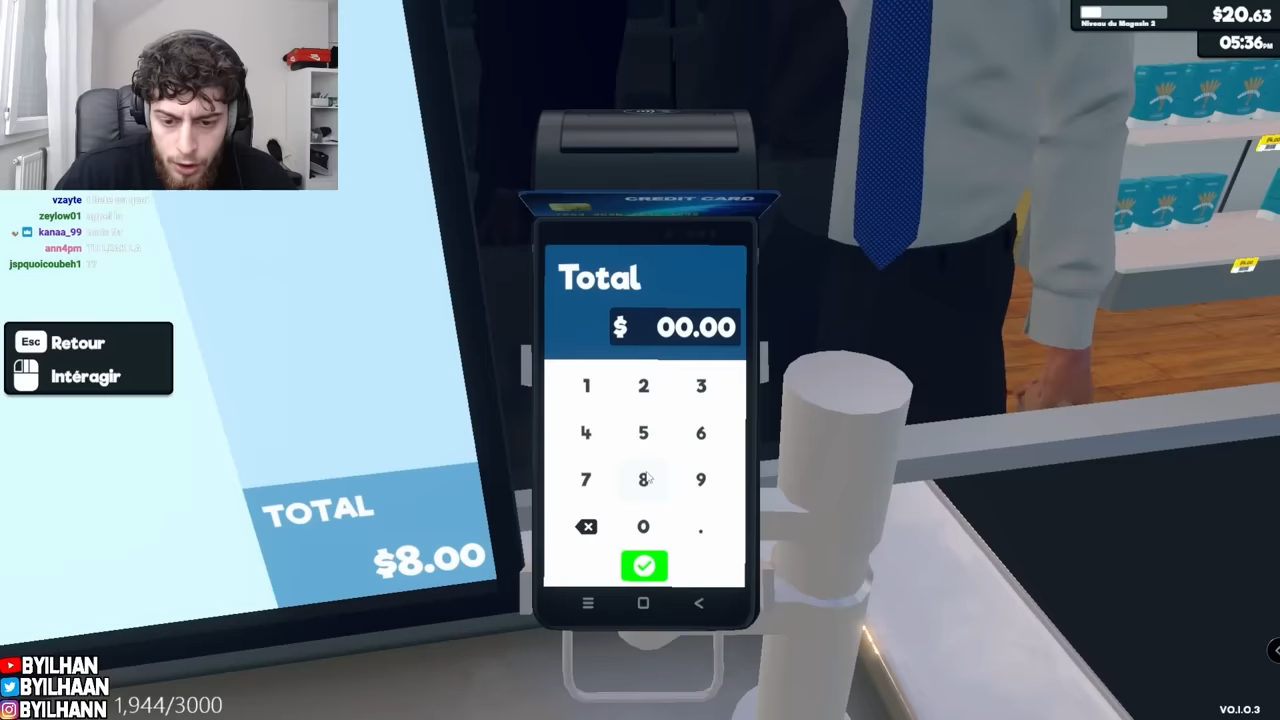 $20.63
Niveau du Magasin 2
05:36PM
CREDIT CARD
vzayte
zeylow01
kanaa_99
ann4pm
jspquoicoubeh1 ??
Esc Retour
Intéragir
Total
$ 00.00
1 2 3
4 5 6
7 8 9
0 .
TOTAL
$8.00
BYILHAN
BYILHAAN
BYILHANN 1,944/3000
V0.1.0.3